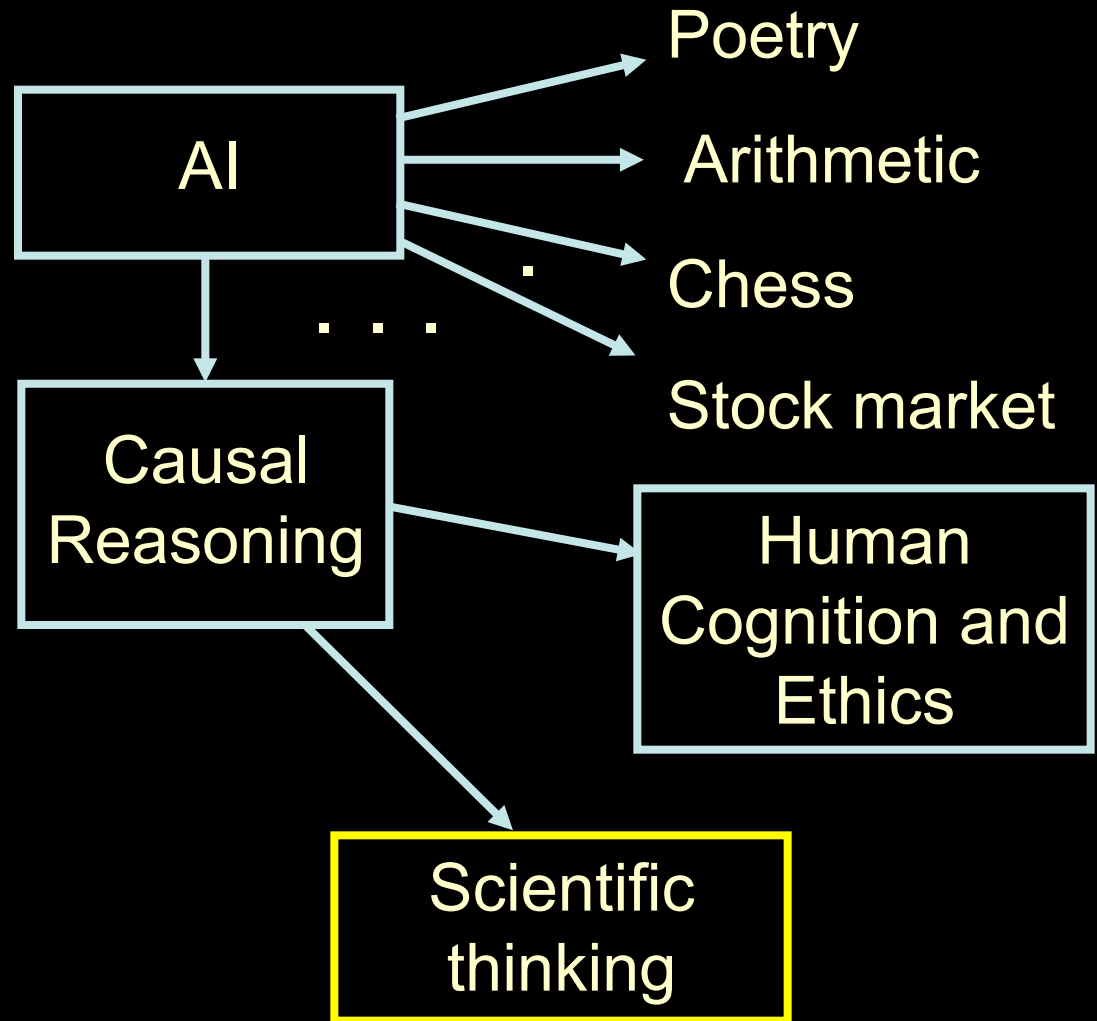 Poetry
AI
Arithmetic
Chess
. . . .
Stock market
Causal
Reasoning
Human
Cognition and
Ethics
Scientific
thinking